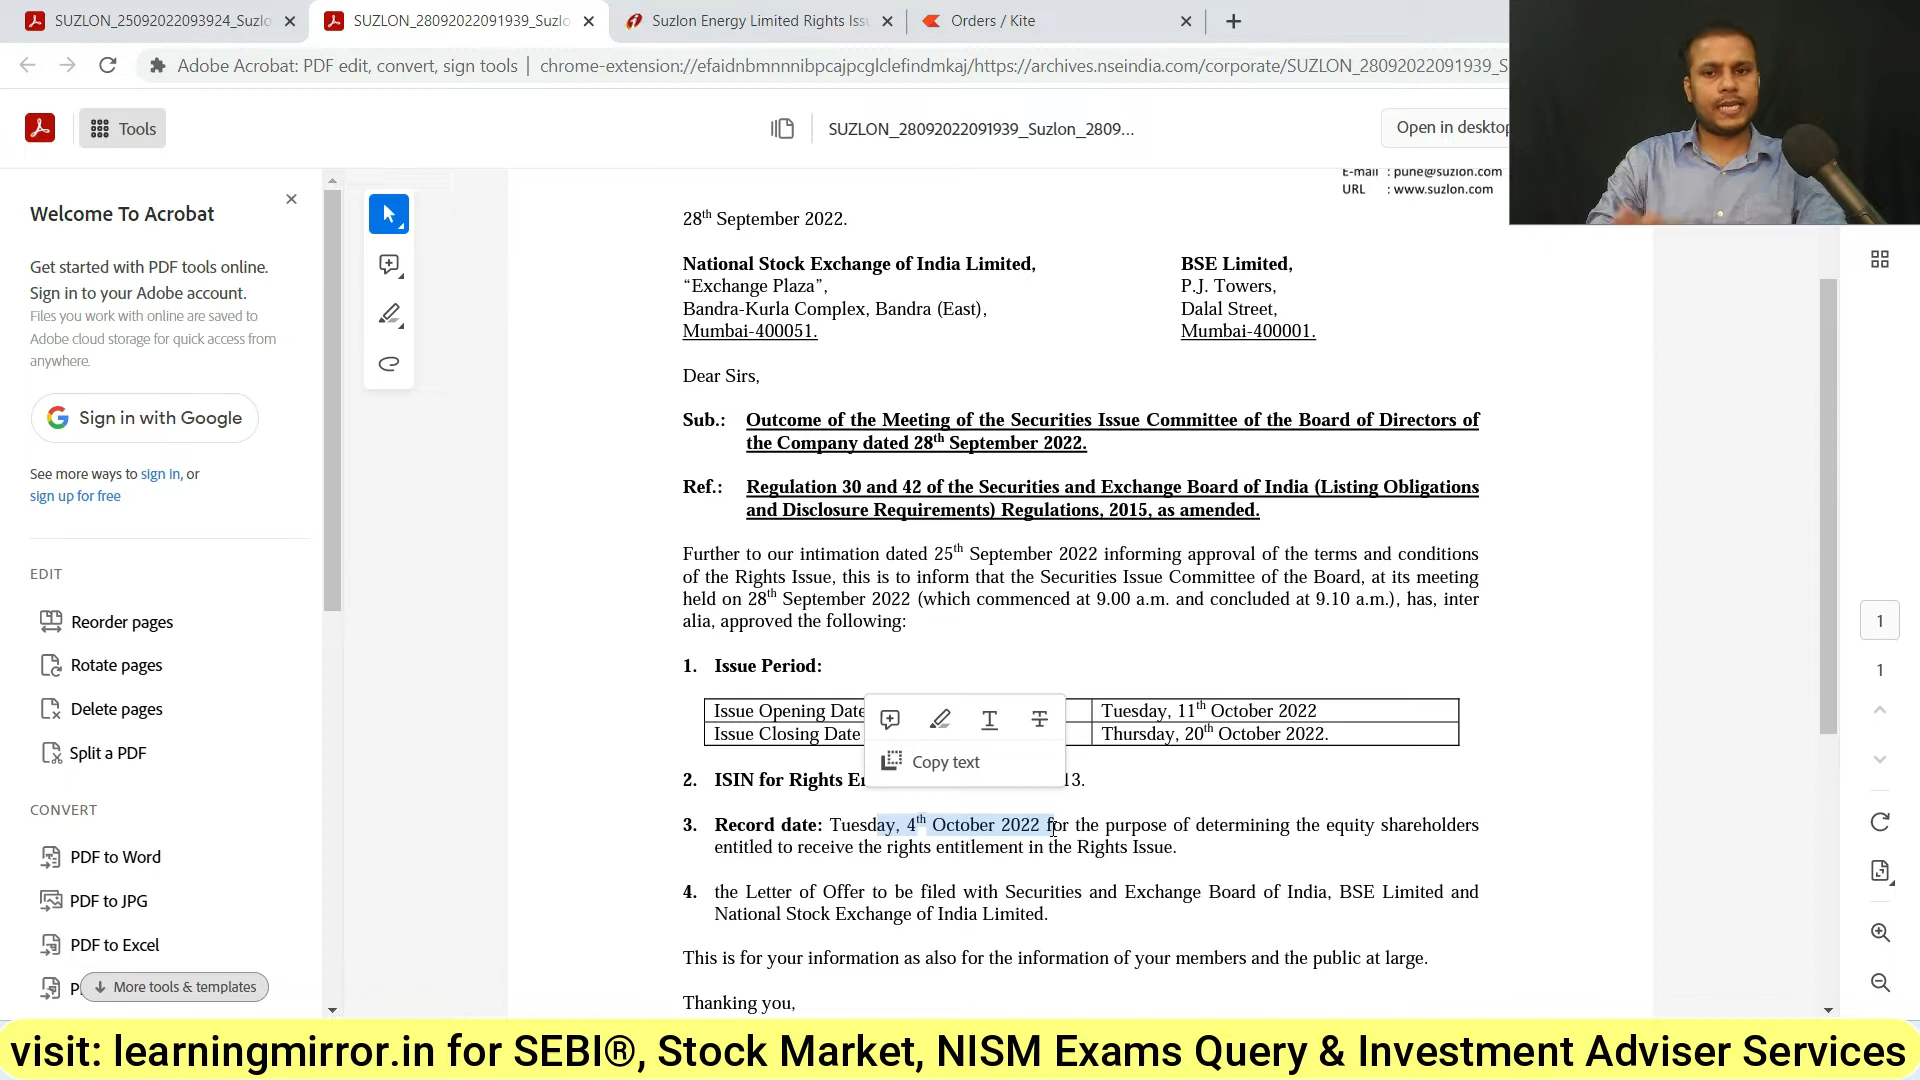 SUZLON_25092022093924_Suzlo
SUZLON_28092022091939_Suzlo
Suzlon Energy Limited Rights Iss
Orders / Kite
Adobe Acrobat: PDF edit, convert, sign tools
chrome-extension://efaidnbmnnnibpcajpcglclefindmkaj/https://archives.nseindia.com/corporate/SUZLON_28092022091939_S
Tools
SUZLON_28092022091939_Suzlon_2809...
Open in desktop
Welcome To Acrobat
Get started with PDF tools online.
Sign in to your Adobe account.
Files you work with online are saved to
Adobe cloud storage for quick access from
anywhere.
Sign in with Google
See more ways to sign in, or
sign up for free
EDIT
Reorder pages
Rotate pages
Delete pages
Split a PDF
CONVERT
PDF to Word
PDF to JPG
PDF to Excel
P
More tools & templates
E-mail : pune@suzlon.com
URL : www.suzlon.com
28th September 2022.
National Stock Exchange of India Limited,
“Exchange Plaza”,
Bandra-Kurla Complex, Bandra (East),
Mumbai-400051.
BSE Limited,
P.J. Towers,
Dalal Street,
Mumbai-400001.
Dear Sirs,
Sub.: Outcome of the Meeting of the Securities Issue Committee of the Board of Directors of
the Company dated 28th September 2022.
Ref.: Regulation 30 and 42 of the Securities and Exchange Board of India (Listing Obligations
and Disclosure Requirements) Regulations, 2015, as amended.
Further to our intimation dated 25th September 2022 informing approval of the terms and conditions
of the Rights Issue, this is to inform that the Securities Issue Committee of the Board, at its meeting
held on 28th September 2022 (which commenced at 9.00 a.m. and concluded at 9.10 a.m.), has, inter
alia, approved the following:
1. Issue Period:
Issue Opening Date Tuesday, 11th October 2022
Issue Closing Date Thursday, 20th October 2022.
Copy text
2. ISIN for Rights En 13.
3. Record date: Tuesday, 4th October 2022 for the purpose of determining the equity shareholders
entitled to receive the rights entitlement in the Rights Issue.
4. the Letter of Offer to be filed with Securities and Exchange Board of India, BSE Limited and
National Stock Exchange of India Limited.
This is for your information as also for the information of your members and the public at large.
Thanking you,
1
1
visit: learningmirror.in for SEBI®, Stock Market, NISM Exams Query & Investment Adviser Services